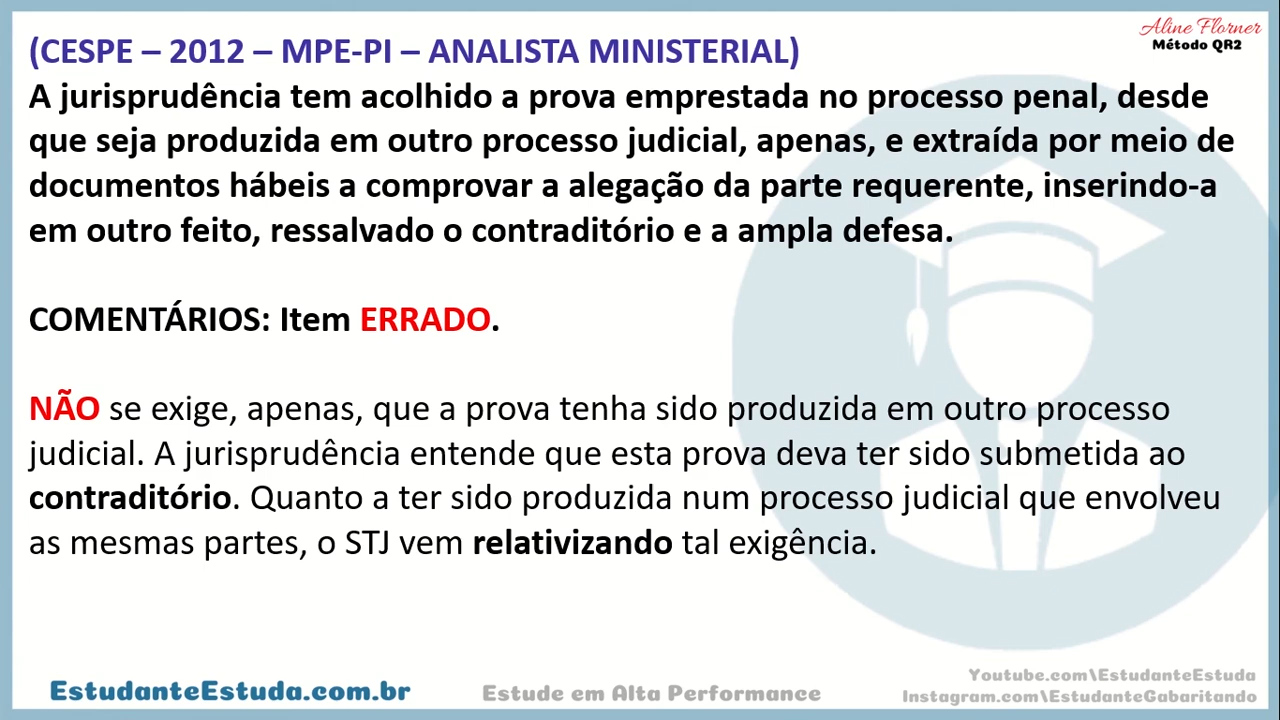 Aline Florner
Método QR2
(CESPE – 2012 – MPE-PI – ANALISTA MINISTERIAL)
A jurisprudência tem acolhido a prova emprestada no processo penal, desde
que seja produzida em outro processo judicial, apenas, e extraída por meio de
documentos hábeis a comprovar a alegação da parte requerente, inserindo-a
em outro feito, ressalvado o contraditório e a ampla defesa.
COMENTÁRIOS: Item ERRADO.
NÃO se exige, apenas, que a prova tenha sido produzida em outro processo
judicial. A jurisprudência entende que esta prova deva ter sido submetida ao
contraditório. Quanto a ter sido produzida num processo judicial que envolveu
as mesmas partes, o STJ vem relativizando tal exigência.
EstudanteEstuda.com.br
Estude em Alta Performance
Youtube.com\EstudanteEstuda
Instagram.com\EstudanteGabaritando